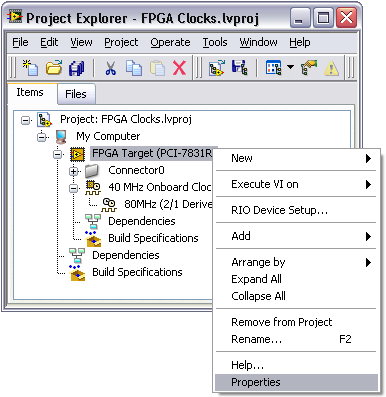 Project Explorer - FPGA Clocks.lvproj
File Edit View Project Operate Tools Window Help
Items Files
Project: FPGA Clocks.lvproj
My Computer
FPGA Target (PCI-7831R
Connector0
40 MHz Onboard Cloc
80MHz (2/1 Derive
Dependencies
Build Specifications
Dependencies
Build Specifications
New
Execute VI on
RIO Device Setup...
Add
Arrange by
Expand All
Collapse All
Remove from Project
Rename... F2
Help...
Properties